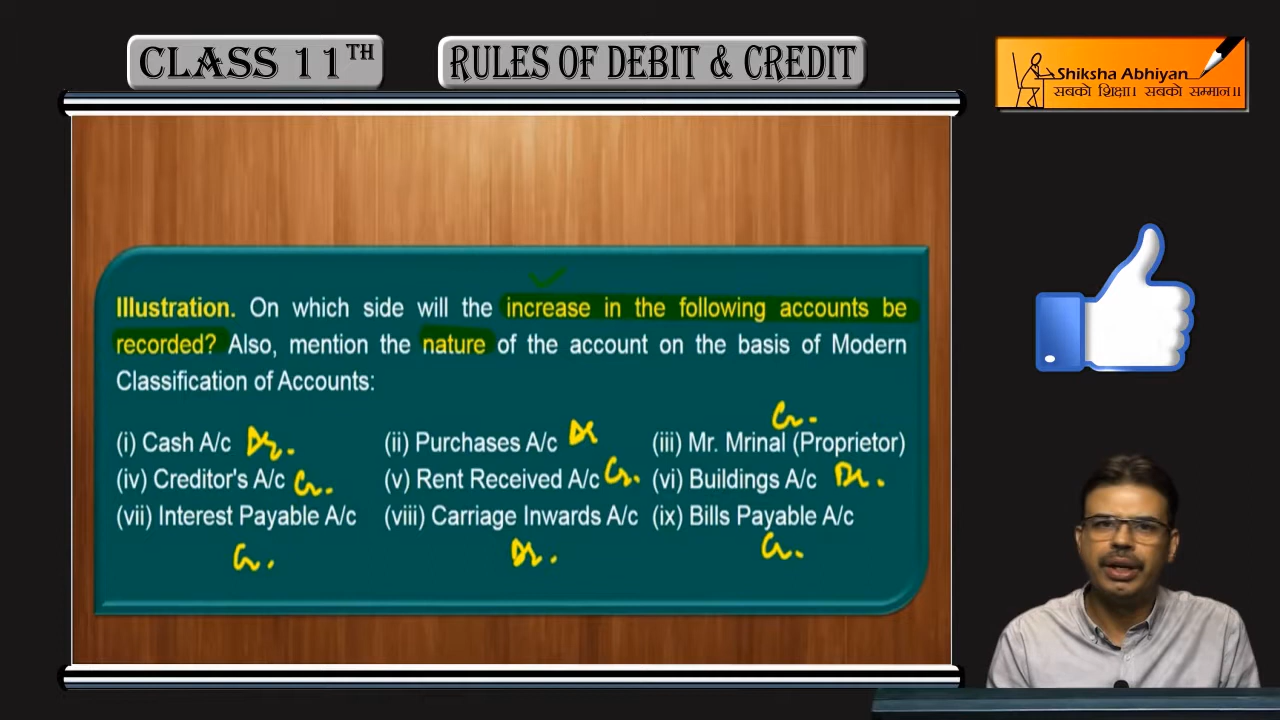 CLASS 11TH
RULES OF DEBIT & CREDIT
Shiksha Abhiyan
सबको शिक्षा। सबको सम्मान।।
Illustration. On which side will the increase in the following accounts be
recorded? Also, mention the nature of the account on the basis of Modern
Classification of Accounts:
Cr.
(i) Cash A/c Dr. (ii) Purchases A/c Dr (iii) Mr. Mrinal (Proprietor)
(iv) Creditor's A/c Cr. (v) Rent Received A/c Cr. (vi) Buildings A/c Dr.
(vii) Interest Payable A/c (viii) Carriage Inwards A/c (ix) Bills Payable A/c
Cr. Dr. Cr.